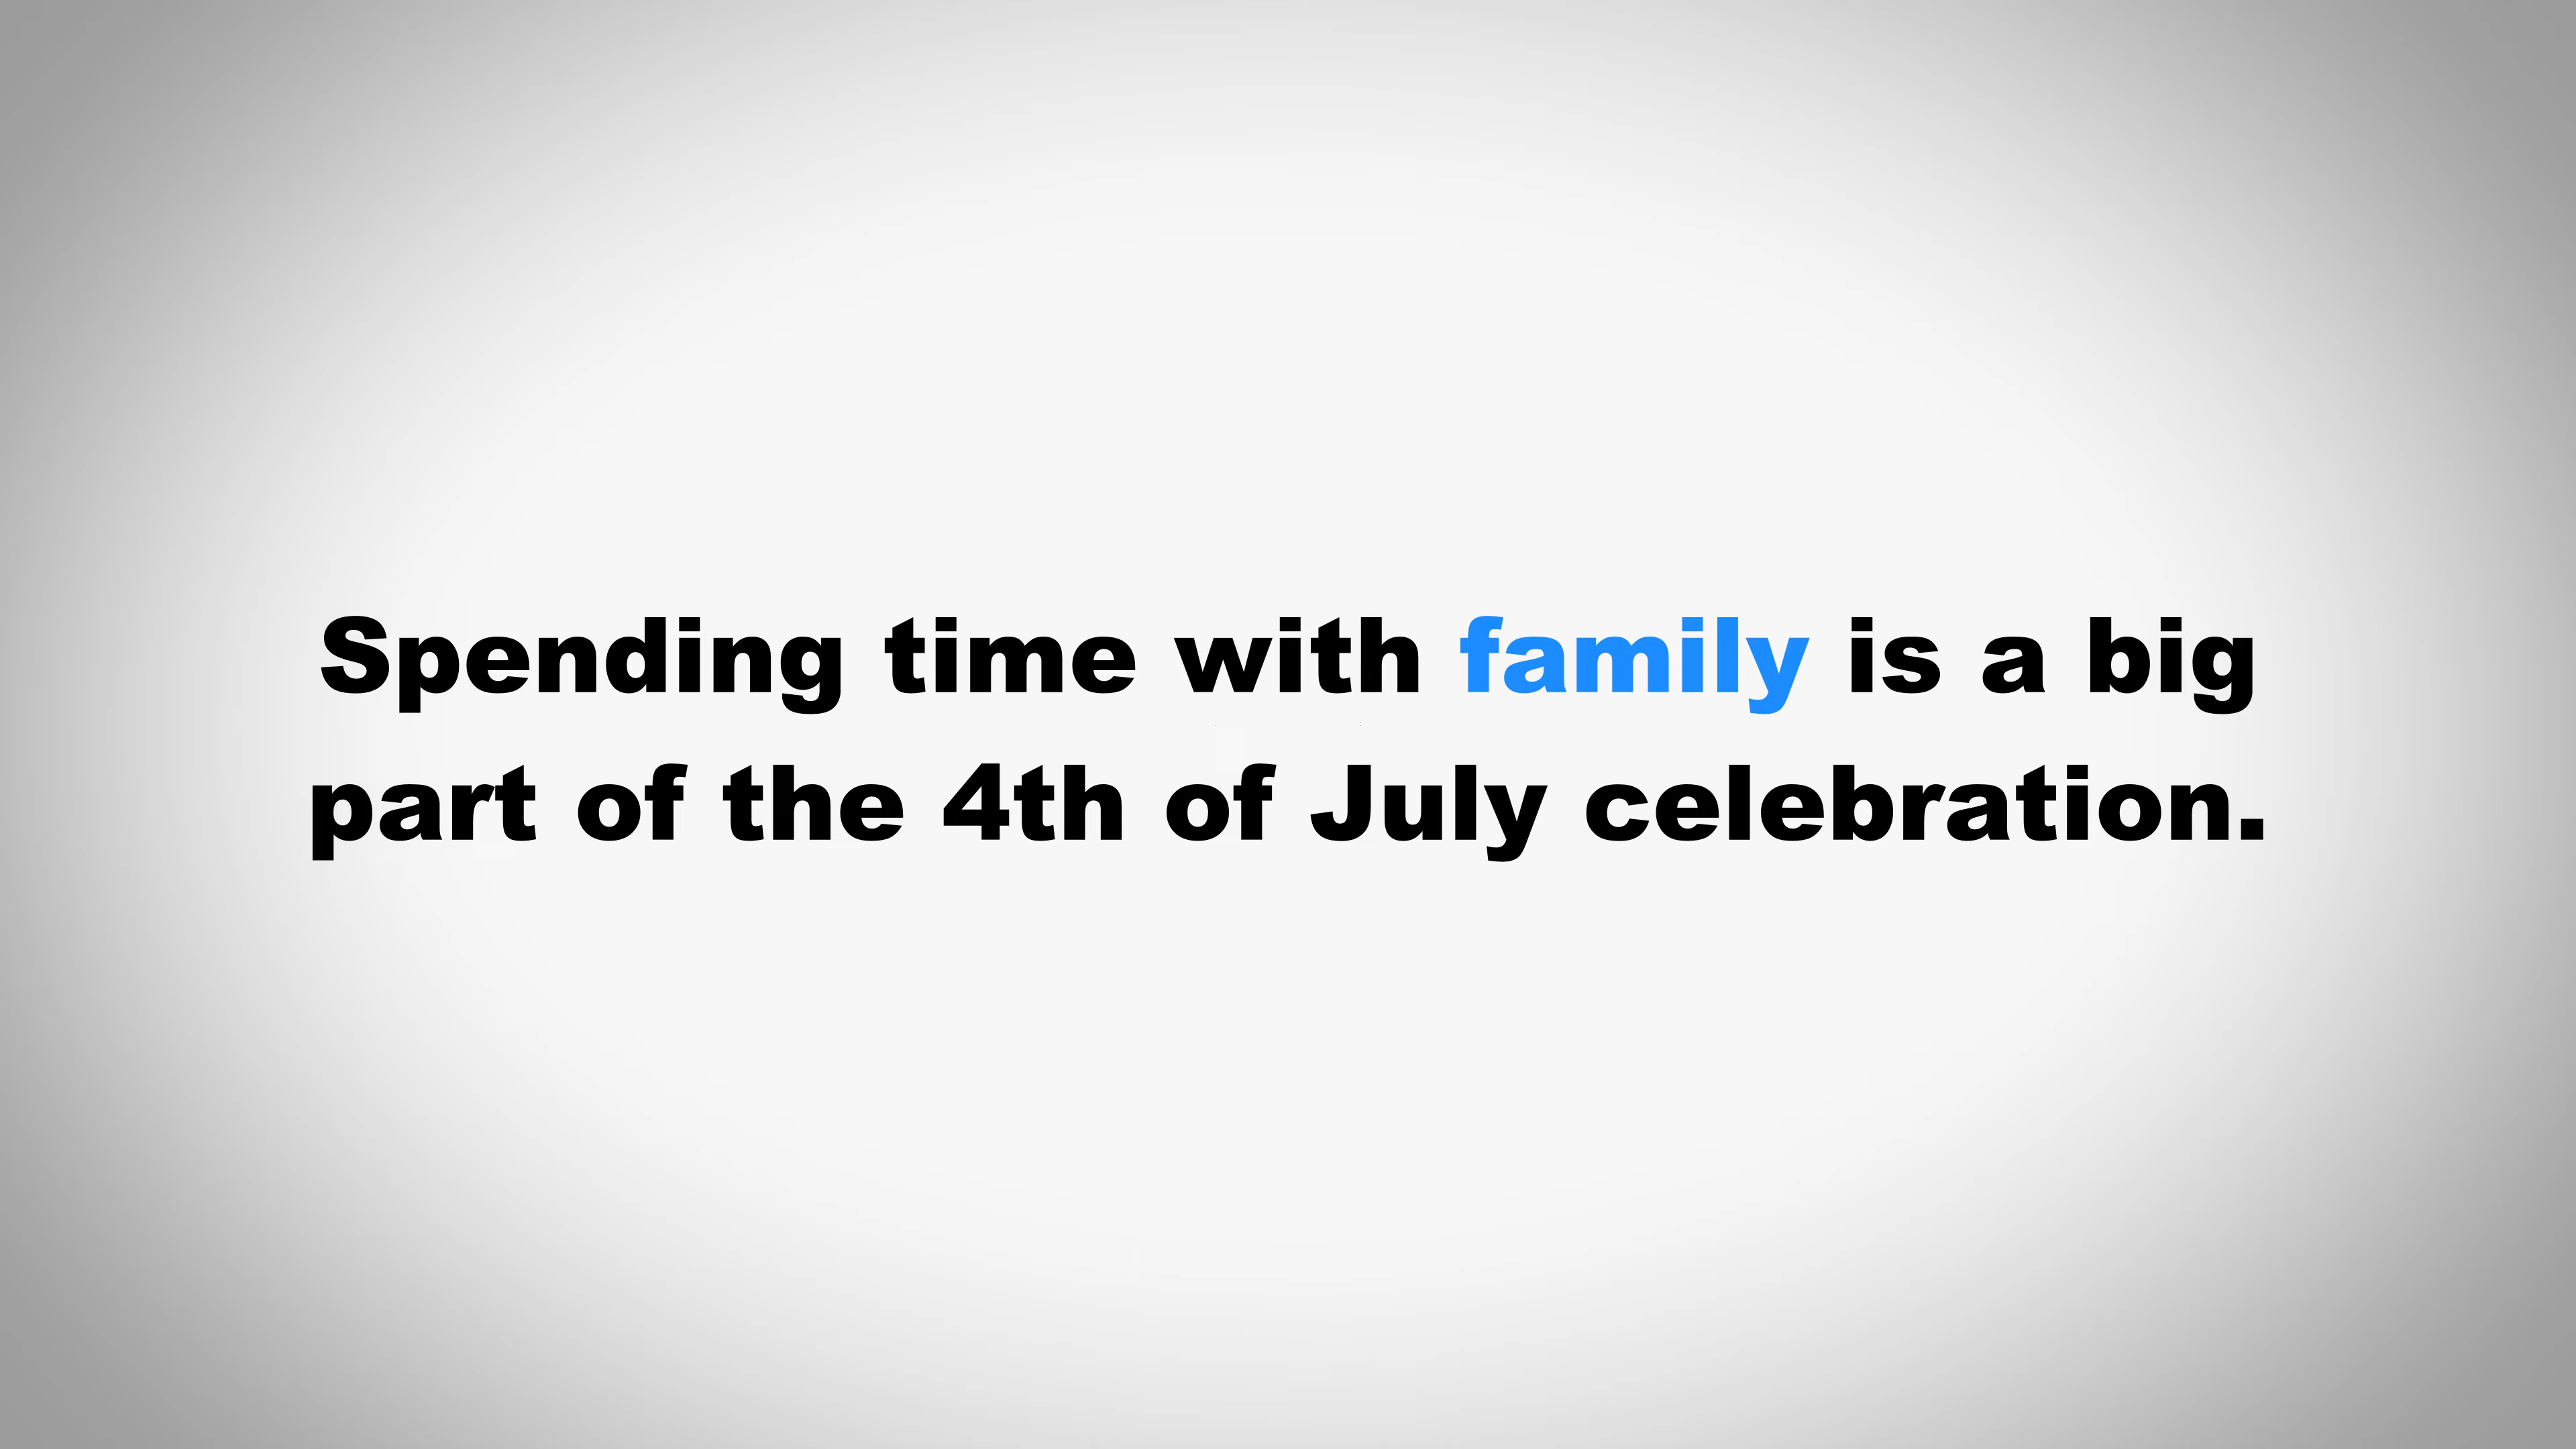 Spending time with family is a big
part of the 4th of July celebration.